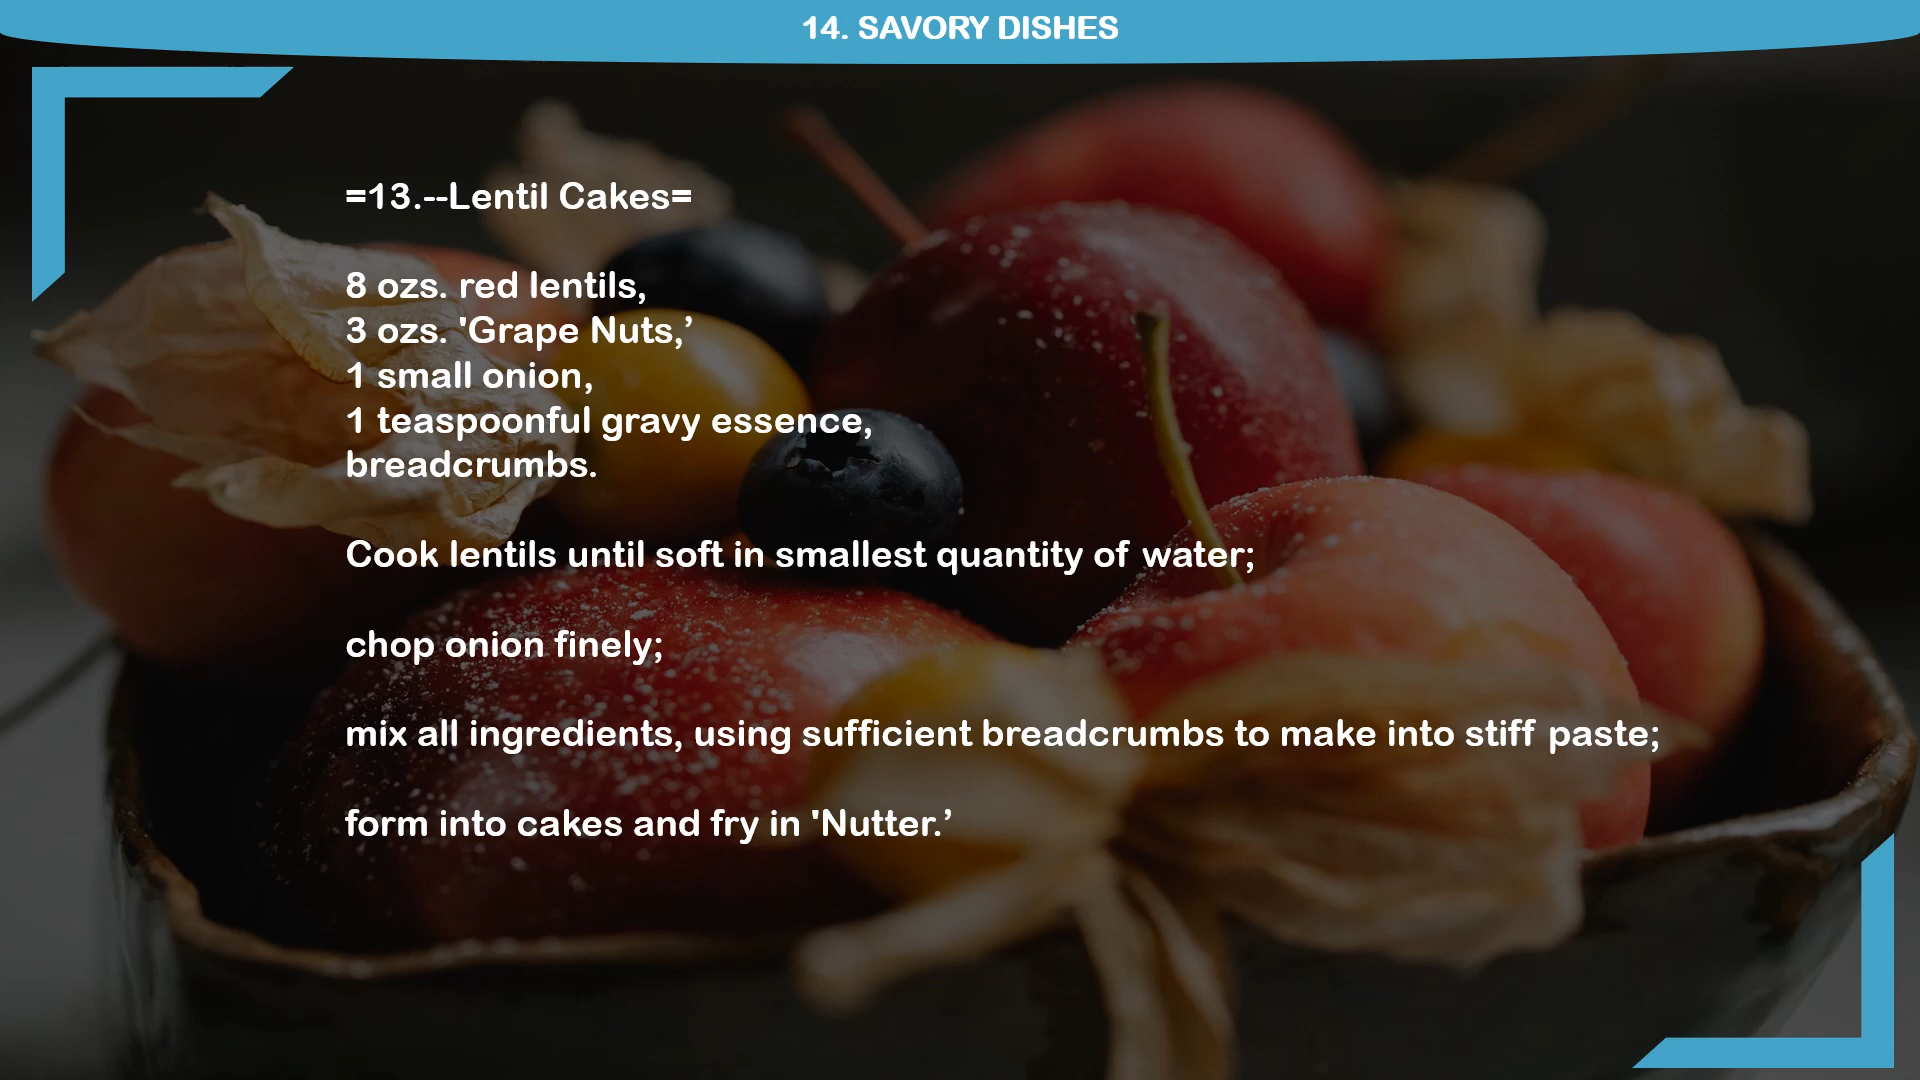 14. SAVORY DISHES
=13.--Lentil Cakes=
8 ozs. red lentils,
3 ozs. 'Grape Nuts,’
1 small onion,
1 teaspoonful gravy essence,
breadcrumbs.
Cook lentils until soft in smallest quantity of water;
chop onion finely;
mix all ingredients, using sufficient breadcrumbs to make into stiff paste;
form into cakes and fry in 'Nutter.’